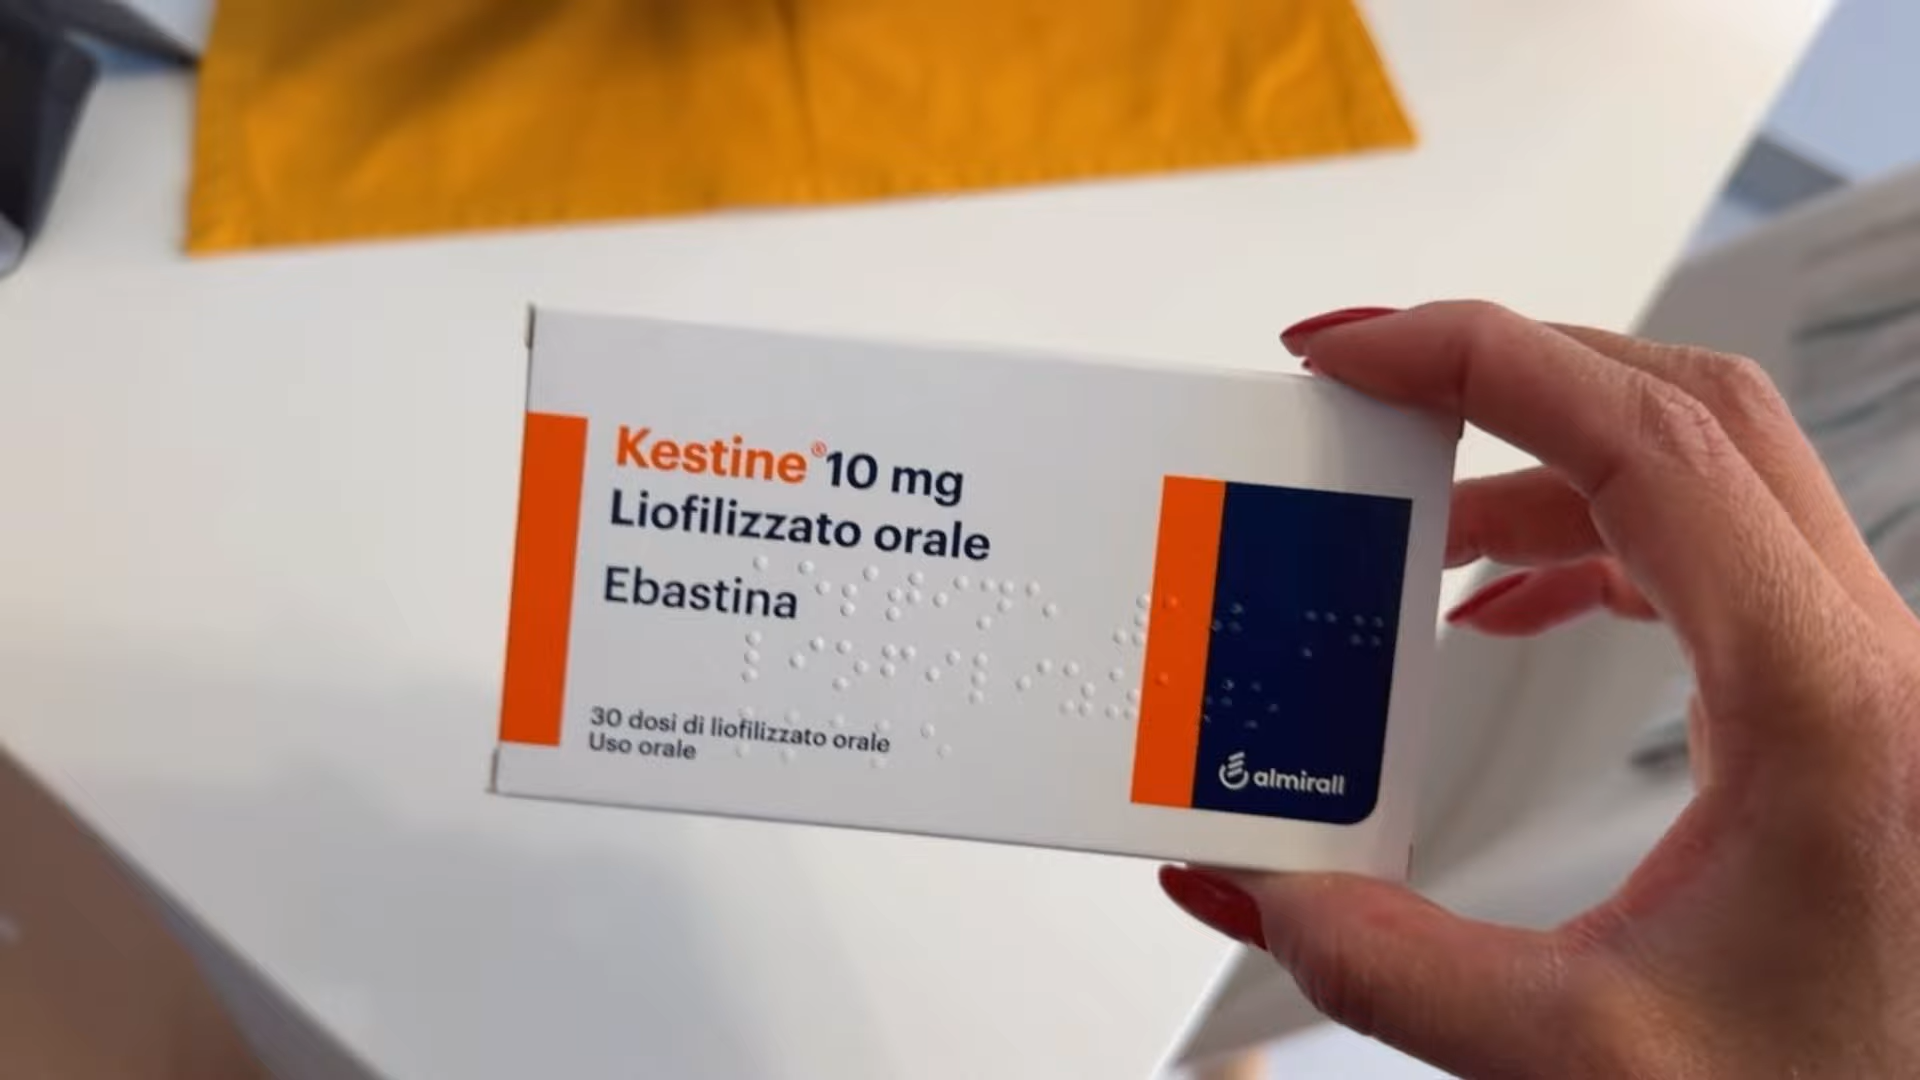 Kestine® 10 mg
Liofilizzato orale
Ebastina
30 dosi di liofilizzato orale
Uso orale
almirall